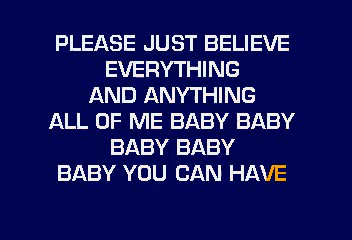 PLEASE JUST BELIEVE
EVERYTHING
AND ANYTHING
ALL OF ME BABY BABY
BABY BABY
BABY YOU CAN HAVE